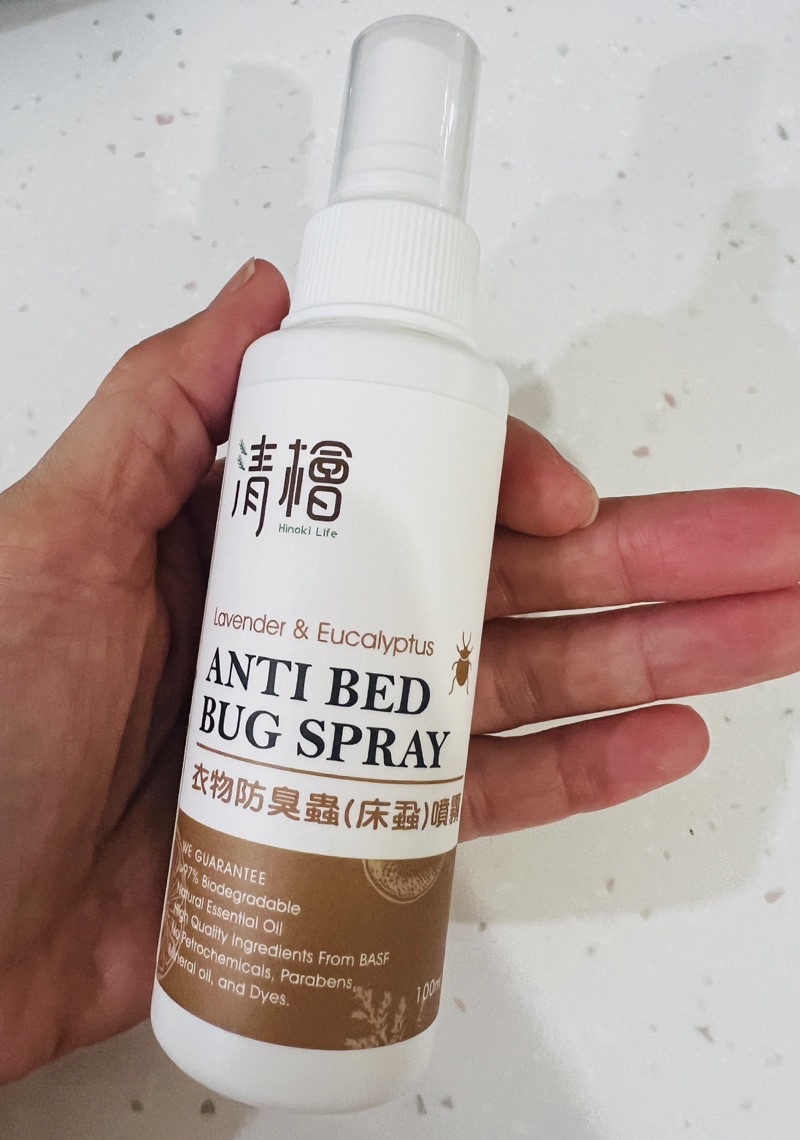 清檜
Hinoki Life
Lavender & Eucalyptus
ANTI BED
BUG SPRAY
衣物防臭蟲(床蝨)噴霧
WE GUARANTEE
97% Biodegradable
Natural Essential Oil
High Quality Ingredients From BASF
No Petrochemicals, Parabens,
Mineral oil, and Dyes.
100ml